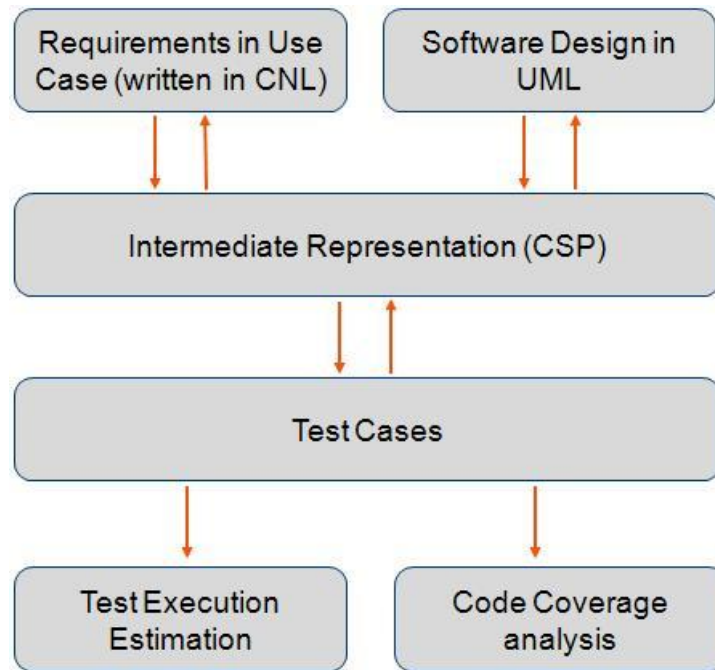 Requirements in Use
Case (written in CNL)
Software Design in
UML
Intermediate Representation (CSP)
Test Cases
Test Execution
Estimation
Code Coverage
analysis